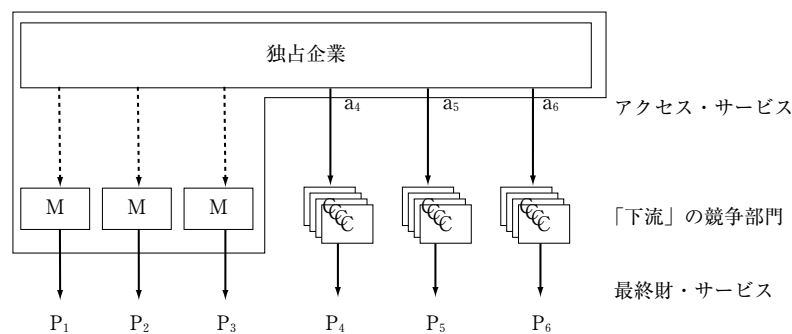 独占企業
a4 a5 a6
アクセス・サービス
M M M
C C C C C C C C C C C C
「下流」の競争部門
最終財・サービス
P1 P2 P3 P4 P5 P6